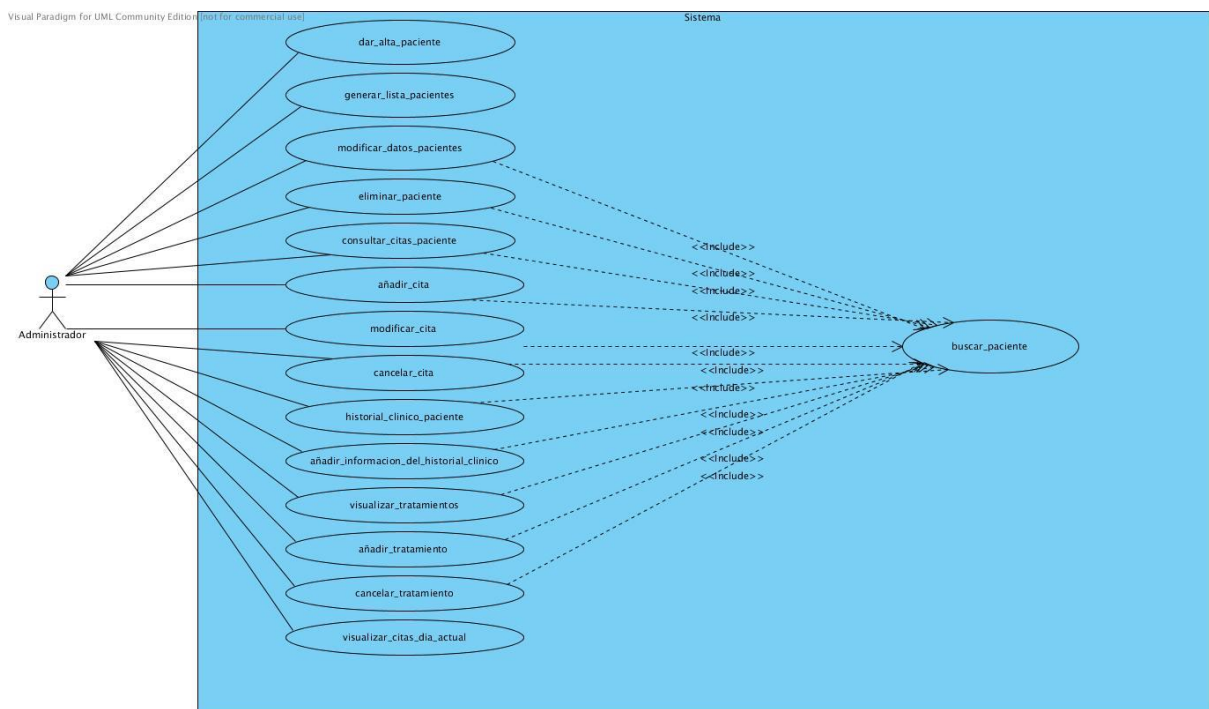 Visual Paradigm for UML Community Edition [not for commercial use]
Sistema
dar_alta_paciente
generar_lista_pacientes
modificar_datos_pacientes
eliminar_paciente
consultar_citas_paciente
<<Include>>
<<Include>>
añadir_cita
<<Include>>
<<Include>>
modificar_cita
Administrador
buscar_paciente
<<Include>>
cancelar_cita
<<Include>>
<<Include>>
historial_clinico_paciente
<<Include>>
<<Include>>
añadir_informacion_del_historial_clinico
<<Include>>
<<Include>>
visualizar_tratamientos
añadir_tratamiento
cancelar_tratamiento
visualizar_citas_dia_actual